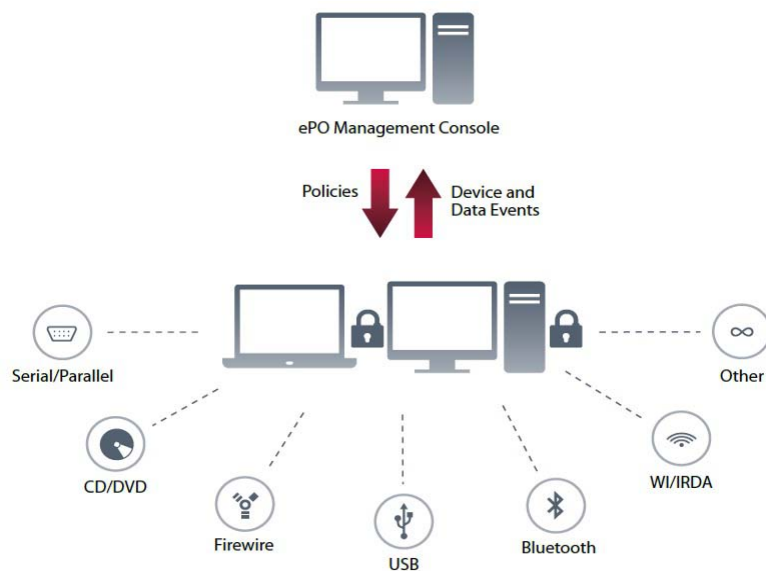 ePO Management Console
Policies
Device and
Data Events
Serial/Parallel
Other
CD/DVD
WI/IRDA
Firewire
Bluetooth
USB